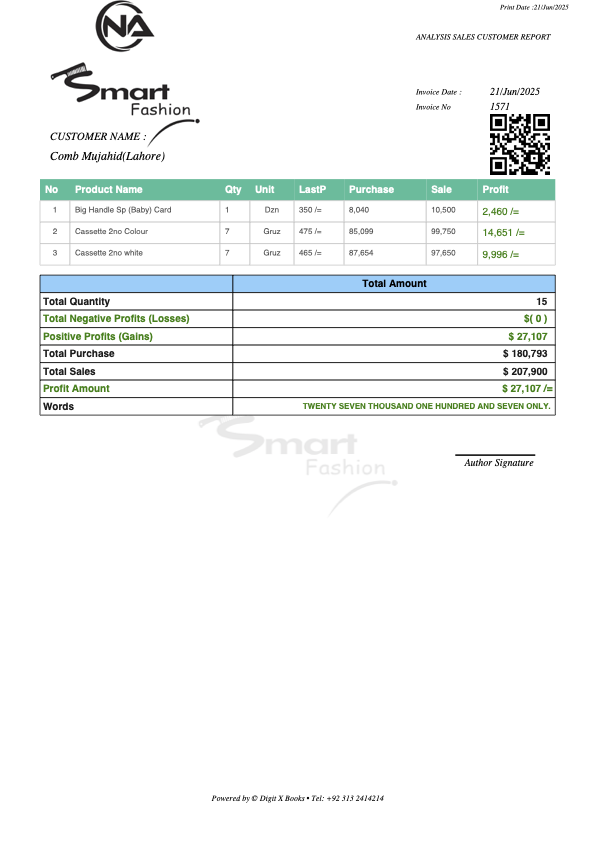 Print Date :21/Jun/2025
NA
ANALYSIS SALES CUSTOMER REPORT
Smart
Fashion
Invoice Date : 21/Jun/2025
Invoice No 1571
CUSTOMER NAME :
Comb Mujahid(Lahore)
No Product Name Qty Unit LastP Purchase Sale Profit
1 Big Handle Sp (Baby) Card 1 Dzn 350 /= 8,040 10,500 2,460 /=
2 Cassette 2no Colour 7 Gruz 475 /= 85,099 99,750 14,651 /=
3 Cassette 2no white 7 Gruz 465 /= 87,654 97,650 9,996 /=
Total Amount
Total Quantity 15
Total Negative Profits (Losses) $( 0 )
Positive Profits (Gains) $ 27,107
Total Purchase $ 180,793
Total Sales $ 207,900
Profit Amount $ 27,107 /=
Words TWENTY SEVEN THOUSAND ONE HUNDRED AND SEVEN ONLY.
Smart
Fashion
Author Signature
Powered by © Digit X Books • Tel: +92 313 2414214